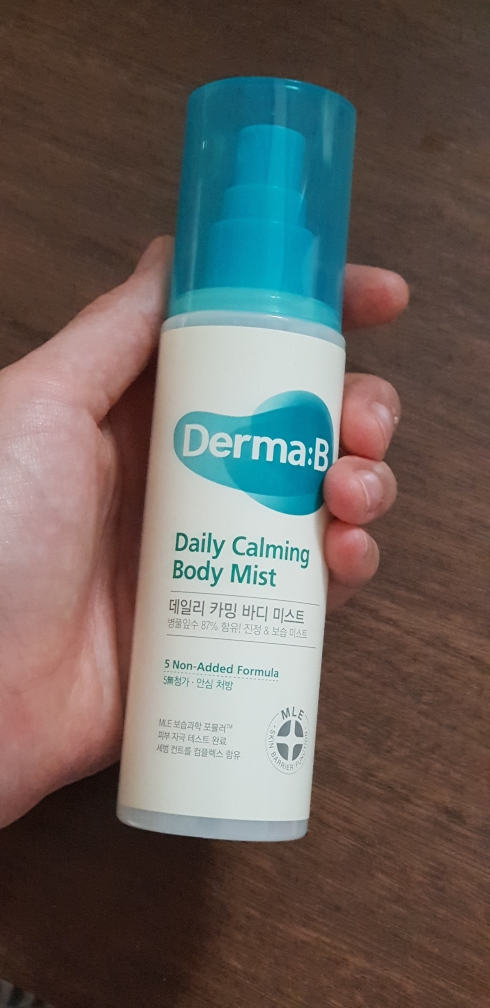 Derma:B
Daily Calming
Body Mist
데일리 카밍 바디 미스트
병풀잎수 87% 함유! 진정 & 보습 미스트
5 Non-Added Formula
5無첨가 · 안심 처방
MLE 보습과학 포뮬러™
피부 자극 테스트 완료
세범 컨트롤 컴플렉스 함유
MLE
SKIN BARRIER FUNCTION